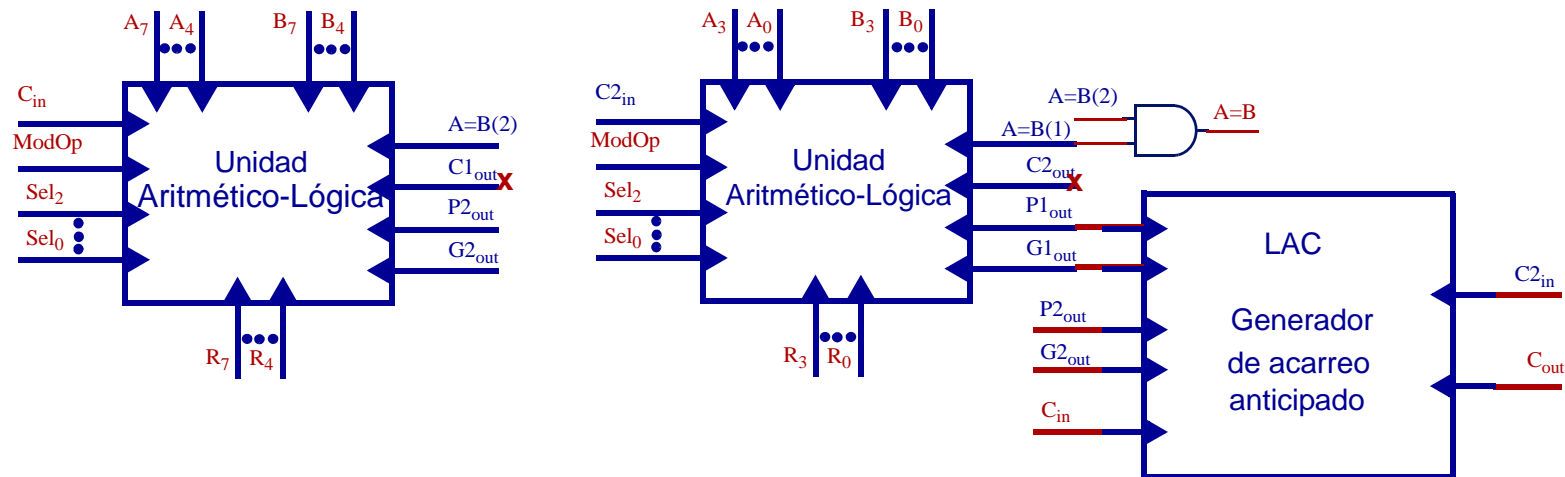 A7 A4 B7 B4
Cin
ModOp
Sel2
Sel0
Unidad
Aritmético-Lógica
A=B(2)
C1out
x
P2out
G2out
R7 R4
A3 A0 B3 B0
C2in
ModOp
Sel2
Sel0
Unidad
Aritmético-Lógica
A=B(2)
A=B(1)
A=B
C2out
x
P1out
G1out
R3 R0
P2out
G2out
Cin
LAC
Generador
de acarreo
anticipado
C2in
Cout